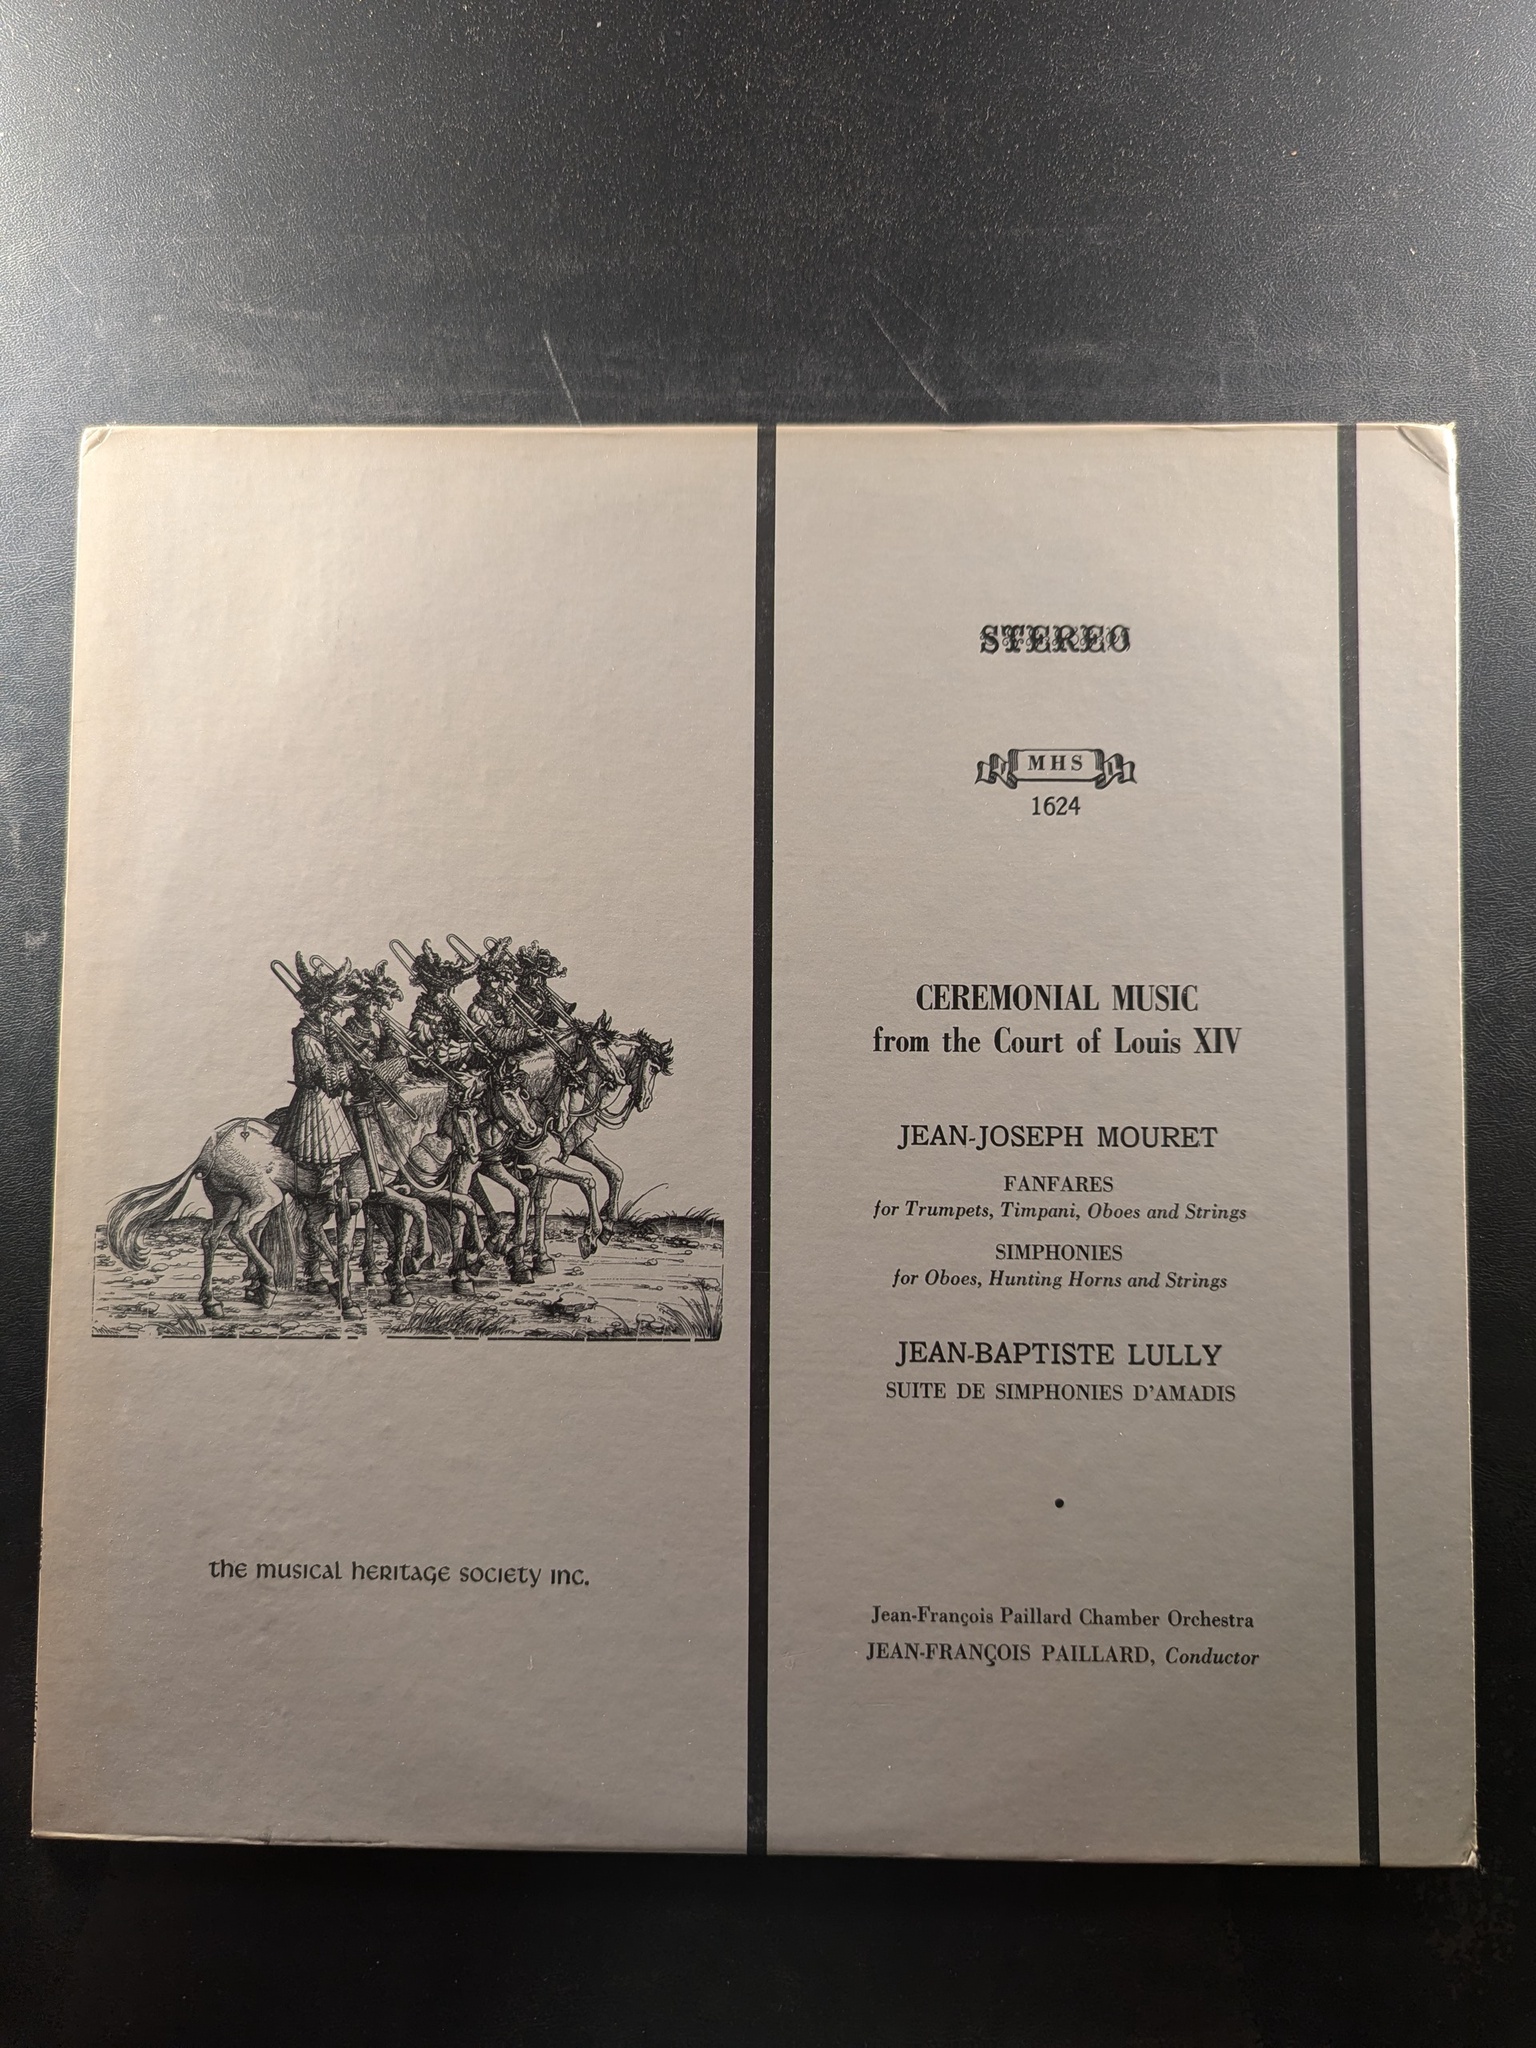 STEREO
MHS
1624
CEREMONIAL MUSIC
from the Court of Louis XIV
JEAN-JOSEPH MOURET
FANFARES
for Trumpets, Timpani, Oboes and Strings
SIMPHONIES
for Oboes, Hunting Horns and Strings
JEAN-BAPTISTE LULLY
SUITE DE SIMPHONIES D'AMADIS
the musical heritage society inc.
Jean-François Paillard Chamber Orchestra
JEAN-FRANÇOIS PAILLARD, Conductor